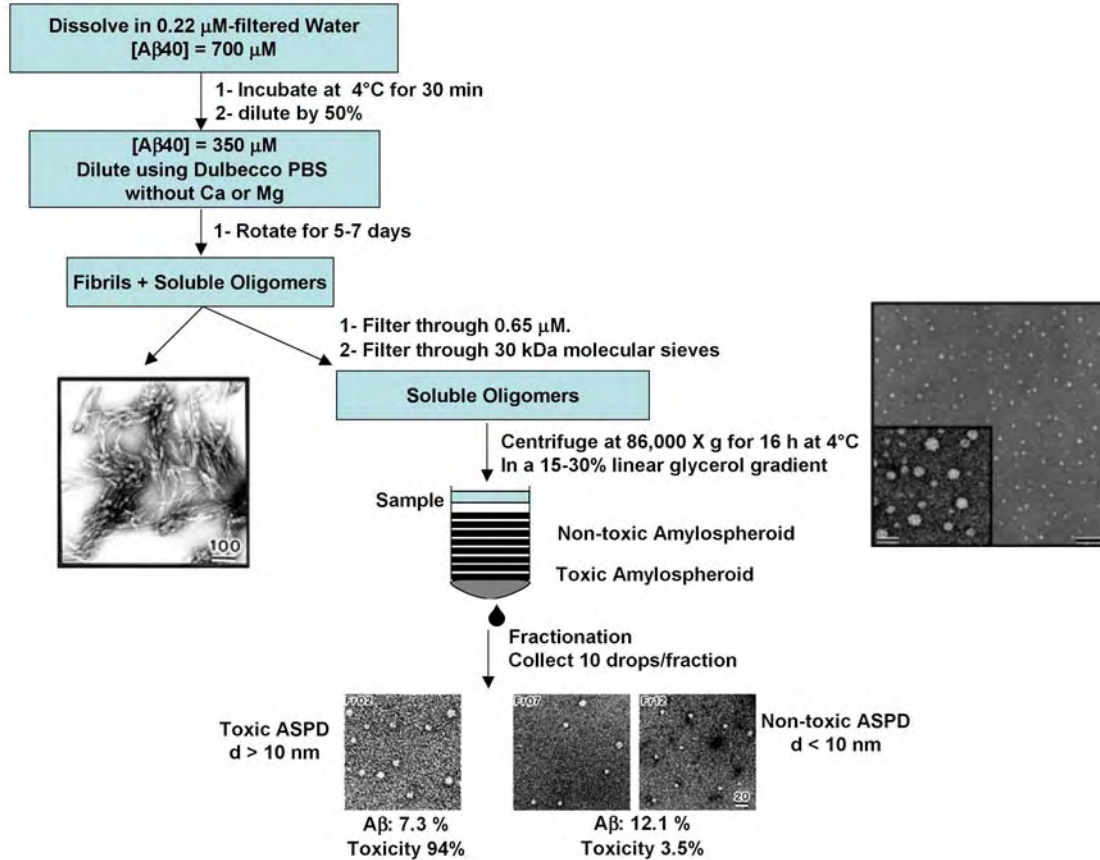 Dissolve in 0.22 μM-filtered Water
[Aβ40] = 700 μM
1- Incubate at 4°C for 30 min
2- dilute by 50%
[Aβ40] = 350 μM
Dilute using Dulbecco PBS
without Ca or Mg
1- Rotate for 5-7 days
Fibrils + Soluble Oligomers
1- Filter through 0.65 μM.
2- Filter through 30 kDa molecular sieves
100
Soluble Oligomers
Centrifuge at 86,000 X g for 16 h at 4°C
In a 15-30% linear glycerol gradient
Sample
Non-toxic Amylospheroid
Toxic Amylospheroid
Fractionation
Collect 10 drops/fraction
Toxic ASPD
d > 10 nm
Fr02
Fr07
Fr12
20
Non-toxic ASPD
d < 10 nm
Aβ: 7.3 %
Toxicity 94%
Aβ: 12.1 %
Toxicity 3.5%